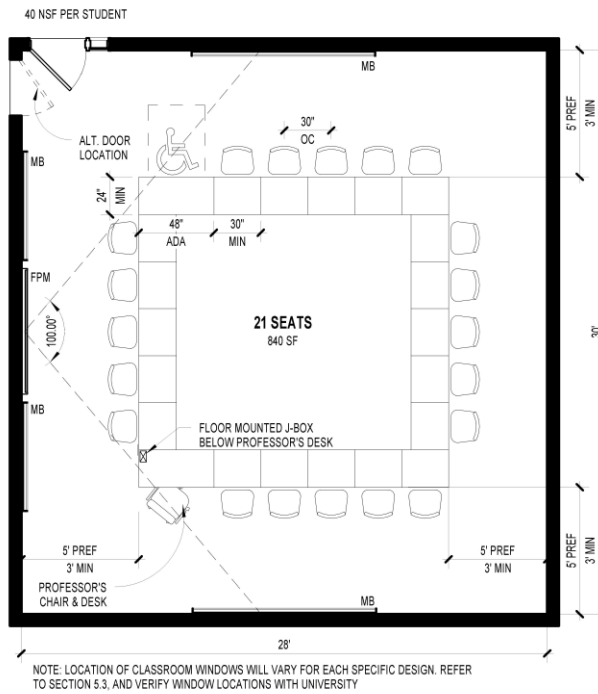 40 NSF PER STUDENT
MB
ALT. DOOR
LOCATION
MB
30"
OC
5' PREF
3' MIN
24"
MIN
48"
ADA
30"
MIN
FPM
100.00°
21 SEATS
840 SF
30'
MB
FLOOR MOUNTED J-BOX
BELOW PROFESSOR'S DESK
5' PREF
3' MIN
5' PREF
3' MIN
5' PREF
3' MIN
PROFESSOR'S
CHAIR & DESK
MB
28'
NOTE: LOCATION OF CLASSROOM WINDOWS WILL VARY FOR EACH SPECIFIC DESIGN. REFER
TO SECTION 5.3, AND VERIFY WINDOW LOCATIONS WITH UNIVERSITY